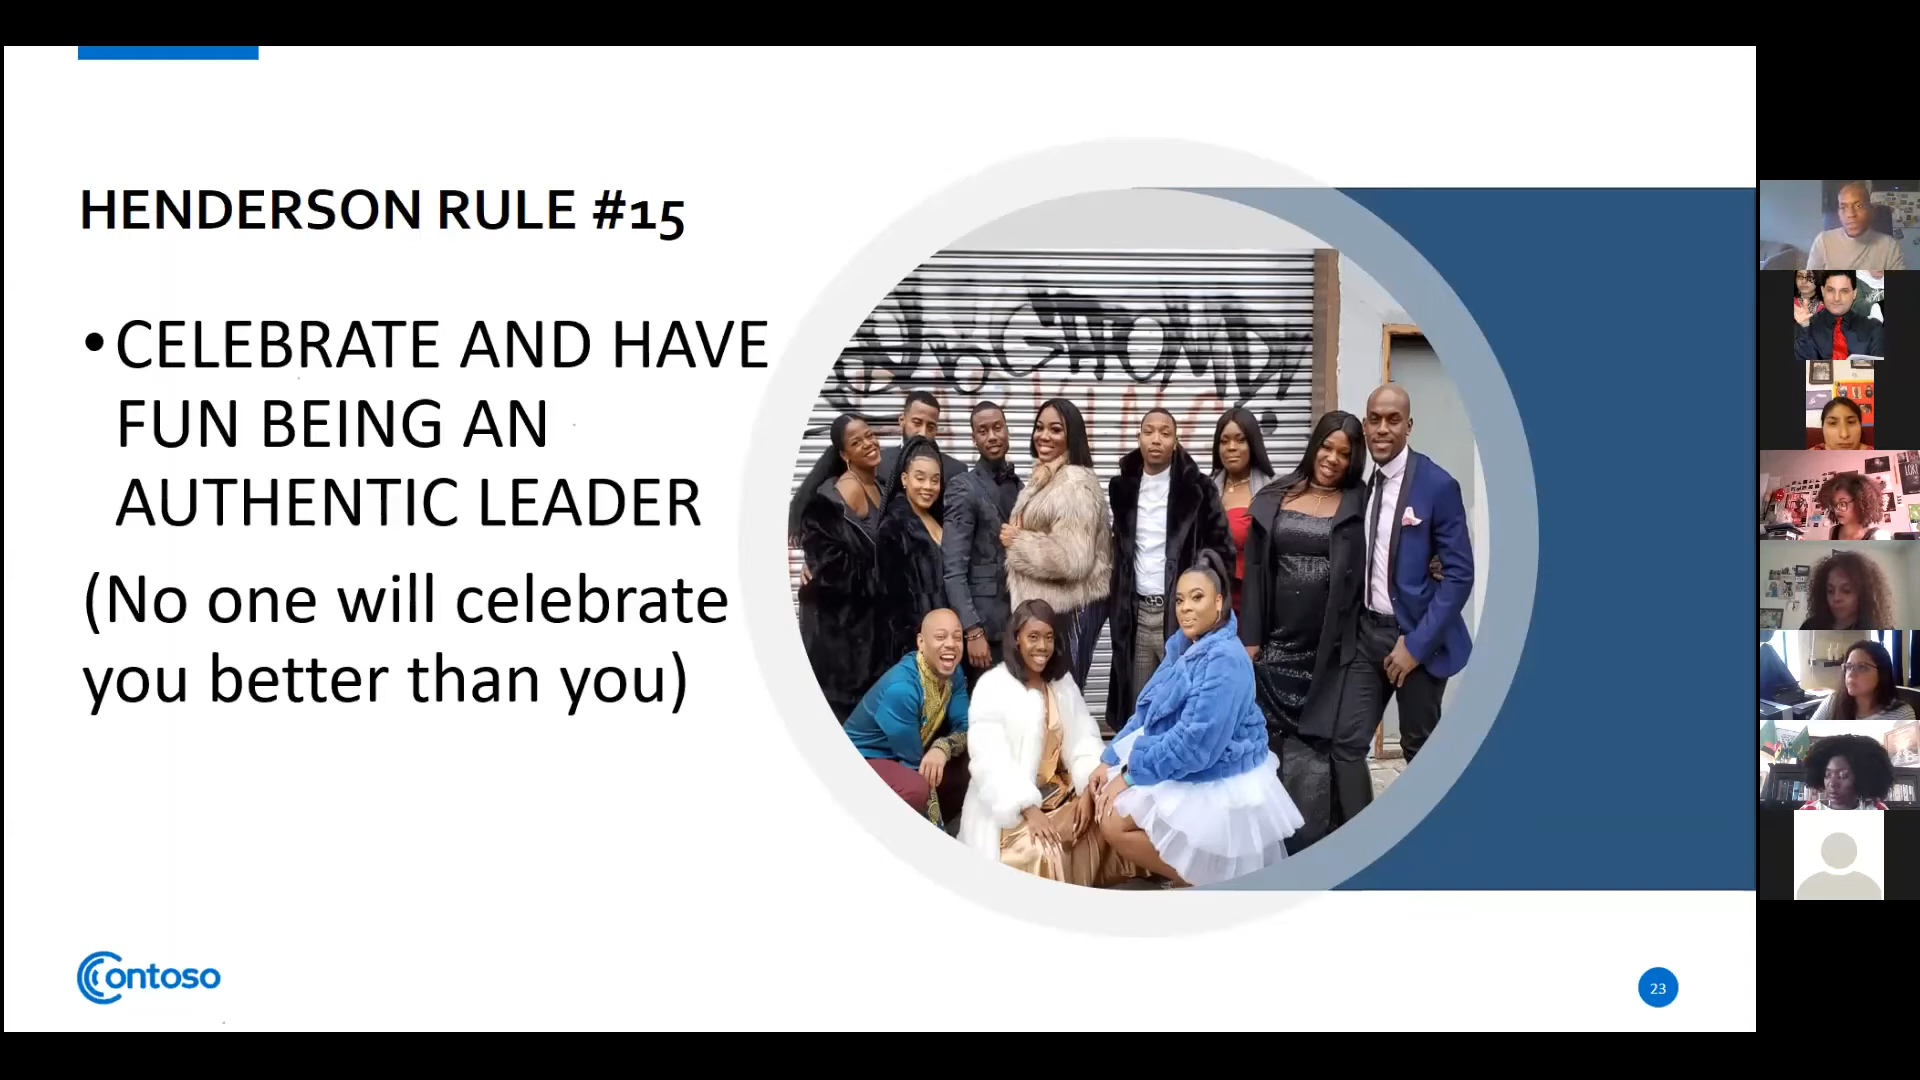 HENDERSON RULE #15
• CELEBRATE AND HAVE
FUN BEING AN
AUTHENTIC LEADER
(No one will celebrate
you better than you)
Contoso
23